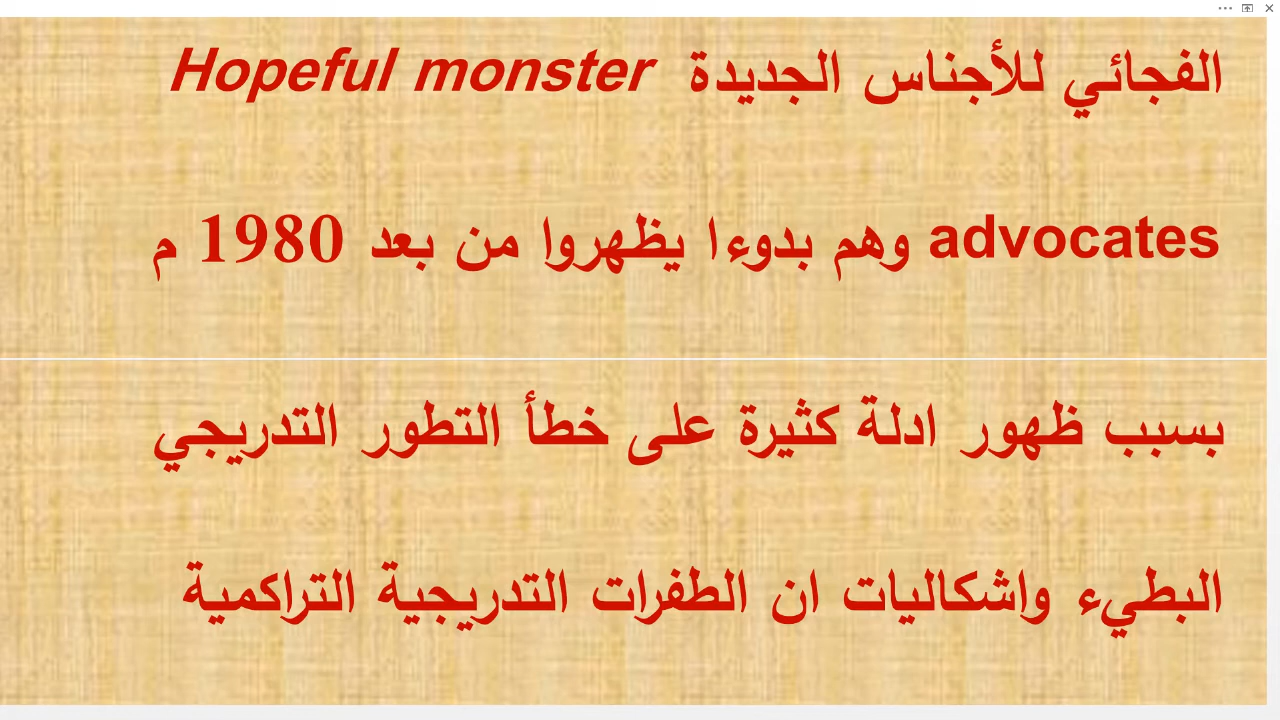 الفجائي للأجناس الجديدة Hopeful monster
advocates وهم بدوءا يظهروا من بعد 1980 م
بسبب ظهور ادلة كثيرة على خطأ التطور التدريجي
البطيء واشكاليات ان الطفرات التدريجية التراكمية